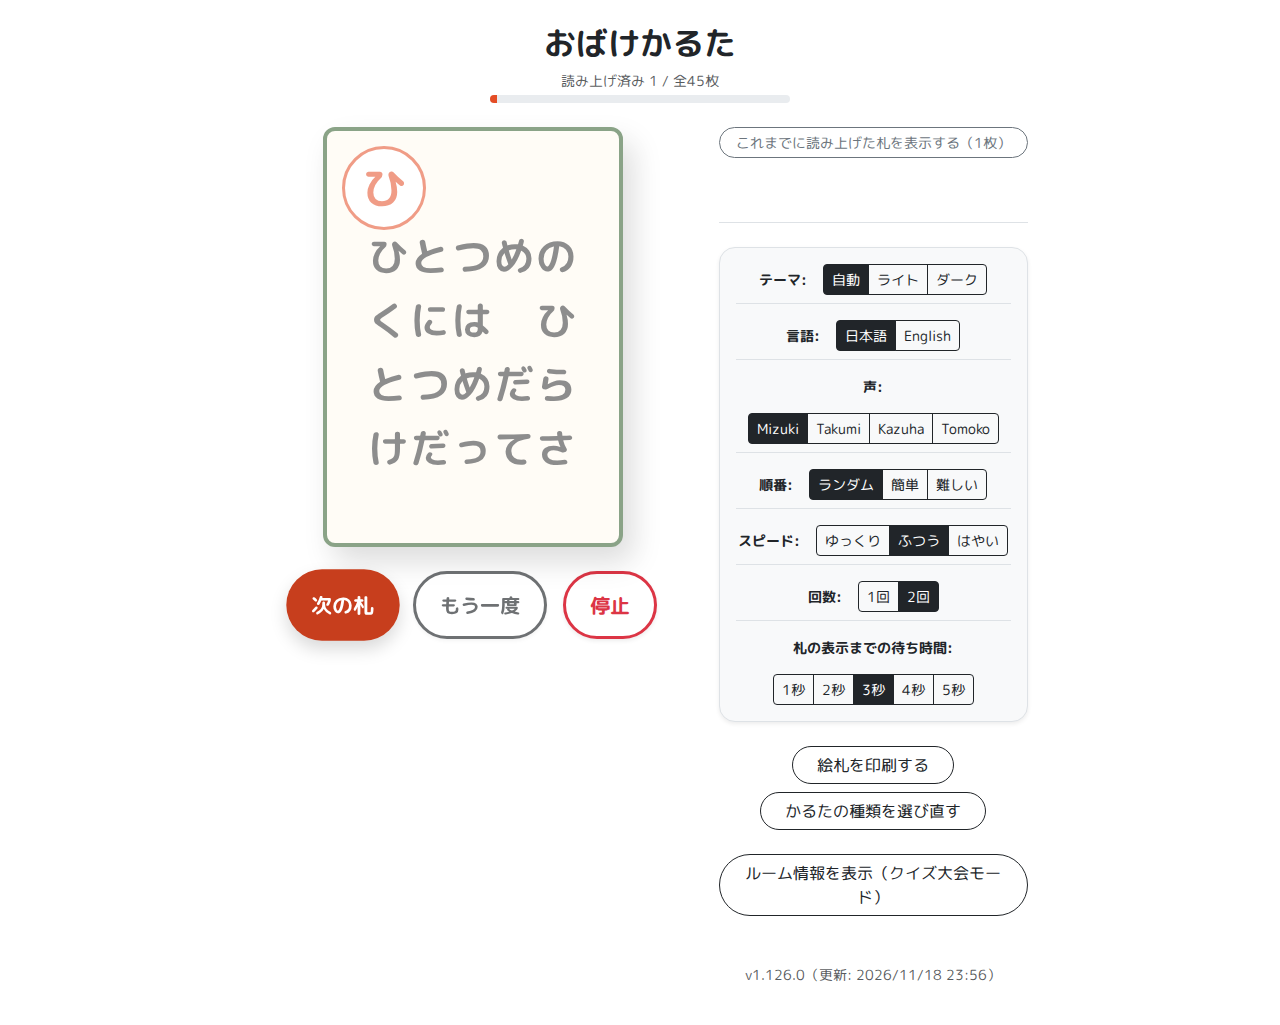 おばけかるた
読み上げ済み 1 / 全45枚
ひ
ひとつめの
くには　ひ
とつめだら
けだってさ
次の札
もう一度
停止
これまでに読み上げた札を表示する（1枚）
テーマ: 自動 ライト ダーク
言語: 日本語 English
声:
Mizuki Takumi Kazuha Tomoko
順番: ランダム 簡単 難しい
スピード: ゆっくり ふつう はやい
回数: 1回 2回
札の表示までの待ち時間:
1秒 2秒 3秒 4秒 5秒
絵札を印刷する
かるたの種類を選び直す
ルーム情報を表示（クイズ大会モー
ド）
v1.126.0（更新: 2026/11/18 23:56）